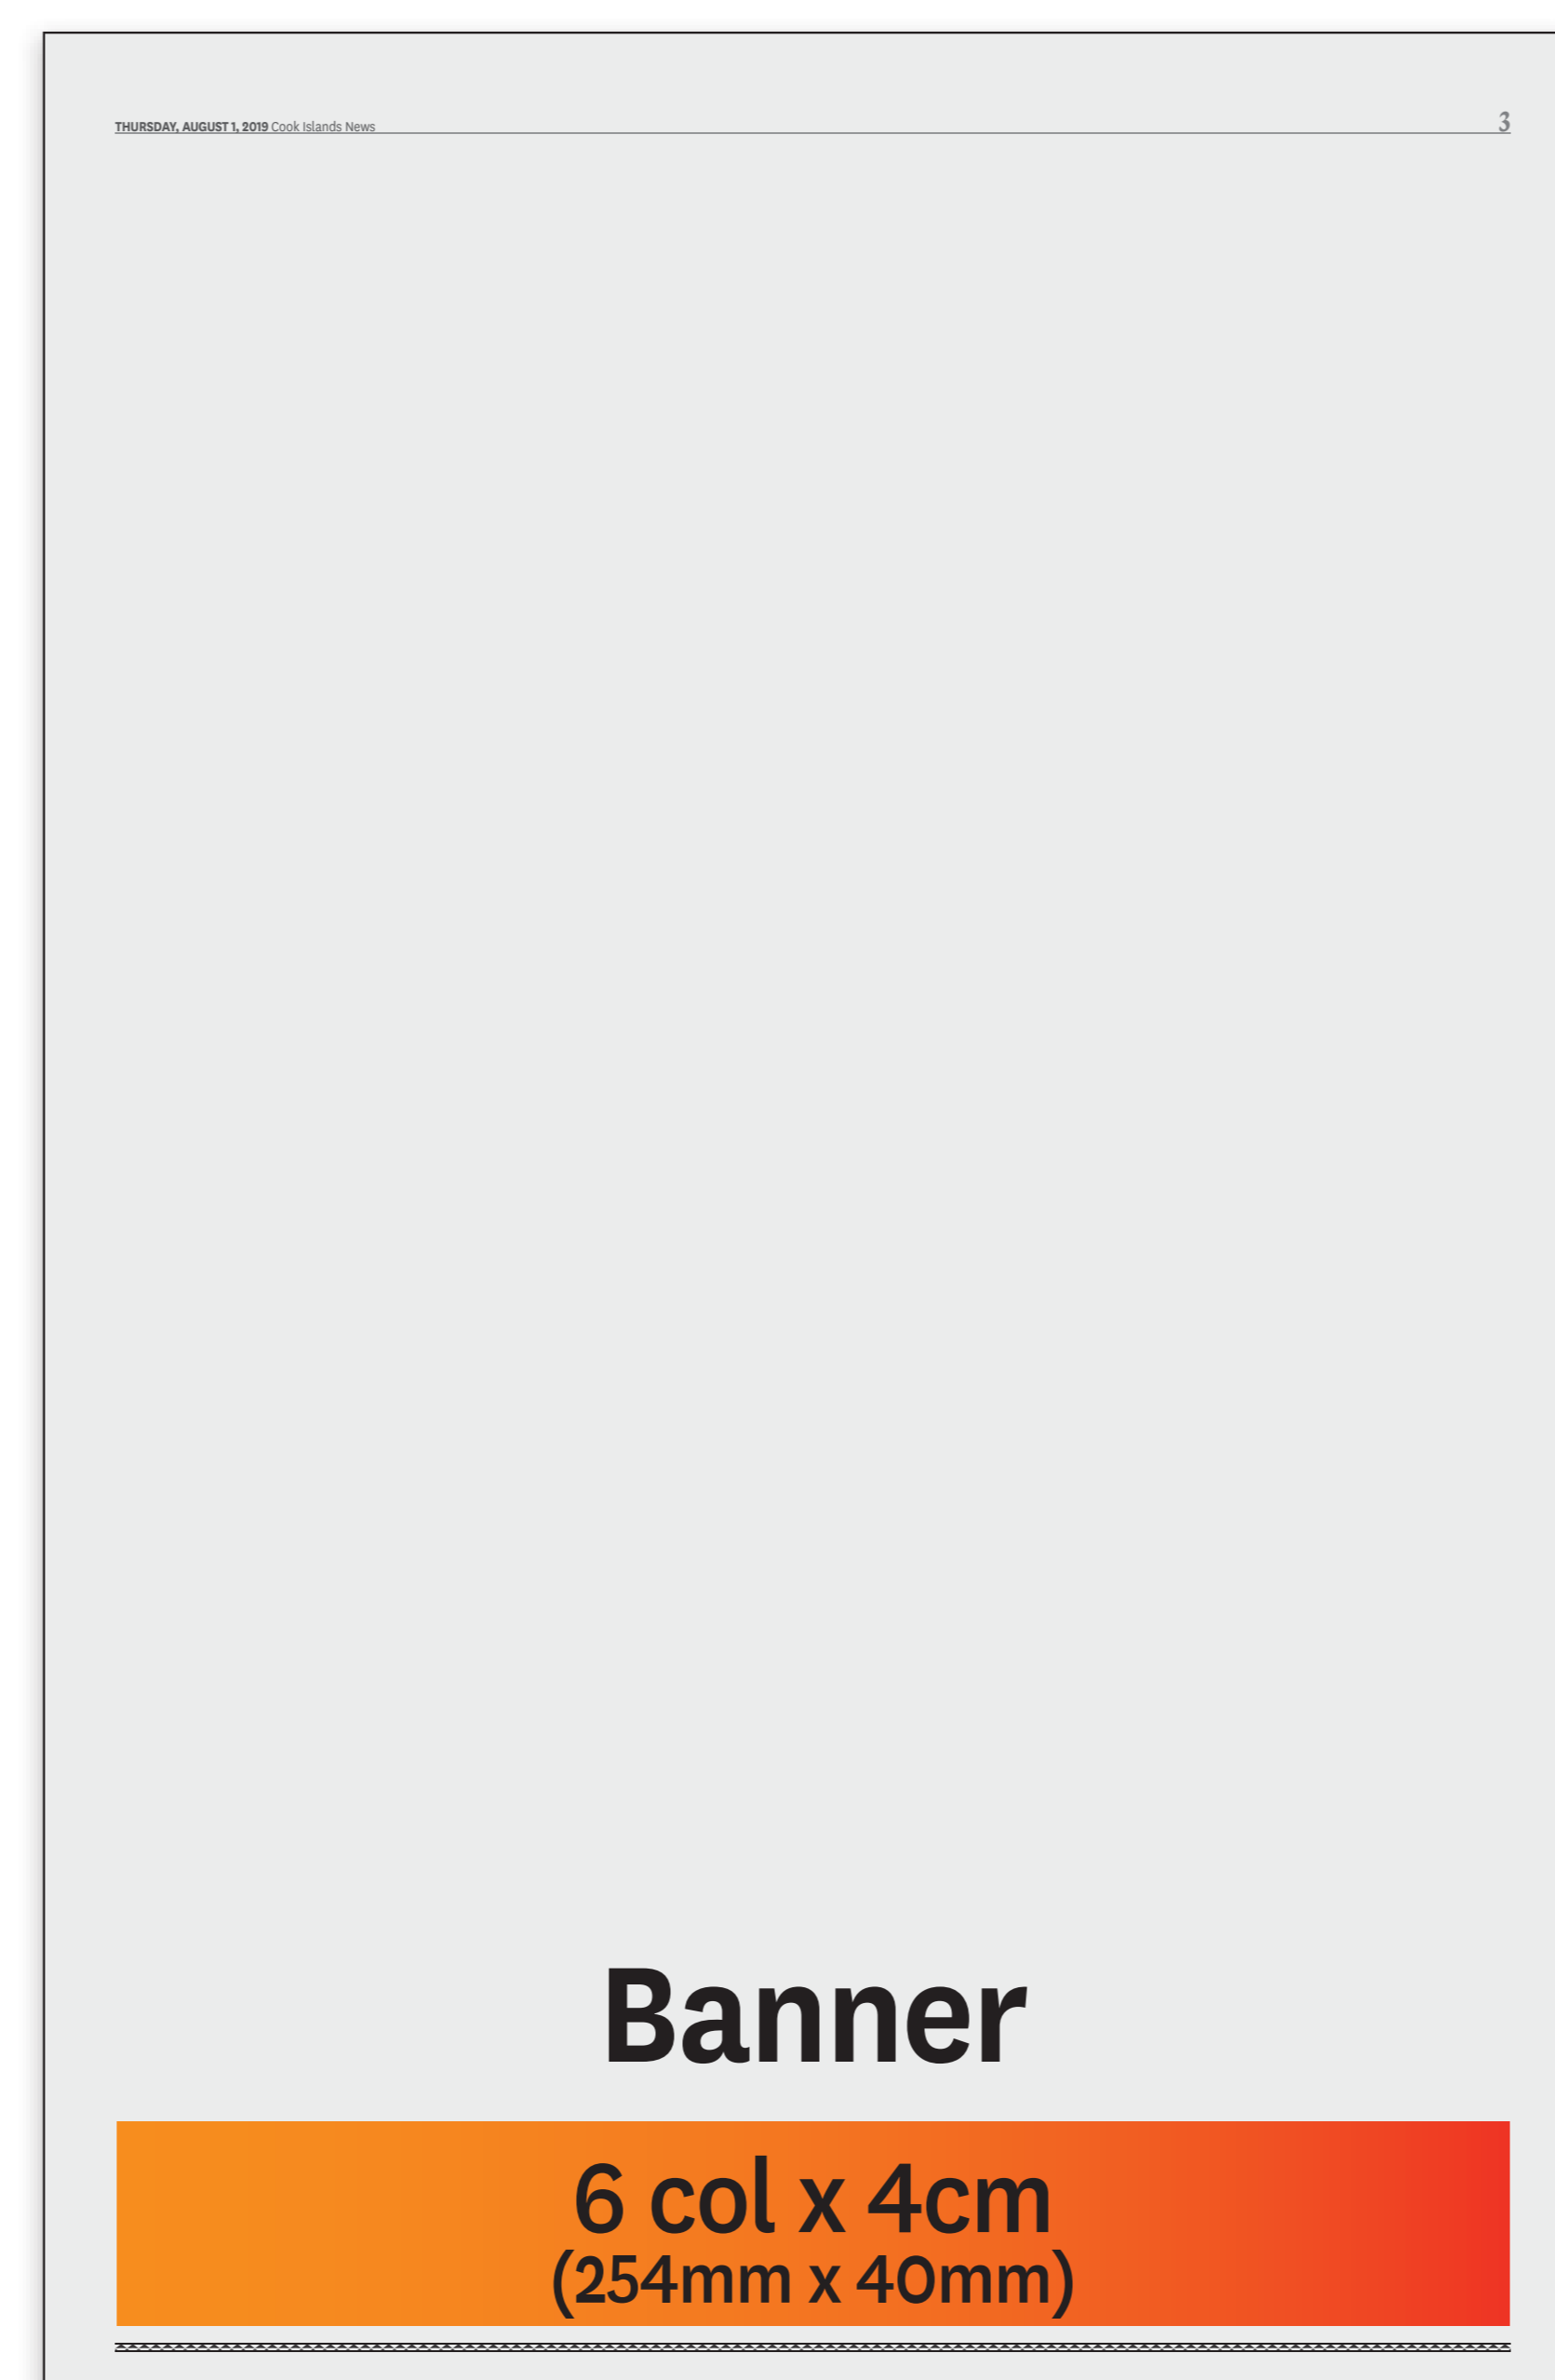 THURSDAY, AUGUST 1, 2019 Cook Islands News 3
Banner
6 col x 4cm
(254mm x 40mm)